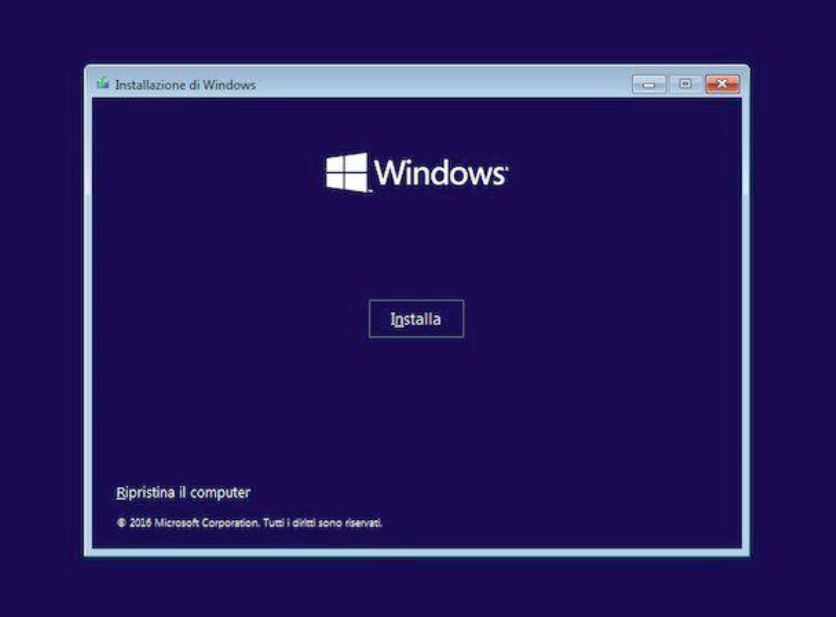 Installazione di Windows
Windows
Installa
Ripristina il computer
© 2016 Microsoft Corporation. Tutti i diritti sono riservati.